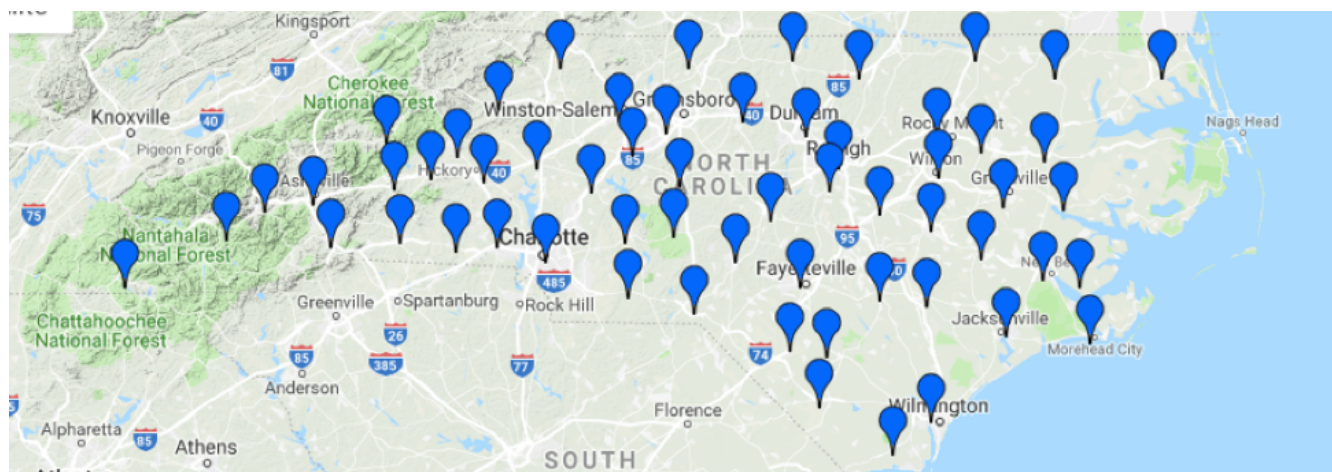 Kingsport
81
Cherokee
National Forest
Winston-Salem
Greensboro
85
40
Durham
Knoxville
40
Rocky Mount
Nags Head
Pigeon Forge
85
Raleigh
Wilson
NORTH
CAROLINA
Hickory
40
Asheville
Greenville
75
Nantahala
National Forest
Charlotte
95
Fayetteville
40
New Bern
485
Greenville
Spartanburg
Rock Hill
Jacksonville
Chattahoochee
National Forest
26
Morehead City
85
385
77
74
Anderson
Florence
Wilmington
Alpharetta
85
Athens
SOUTH